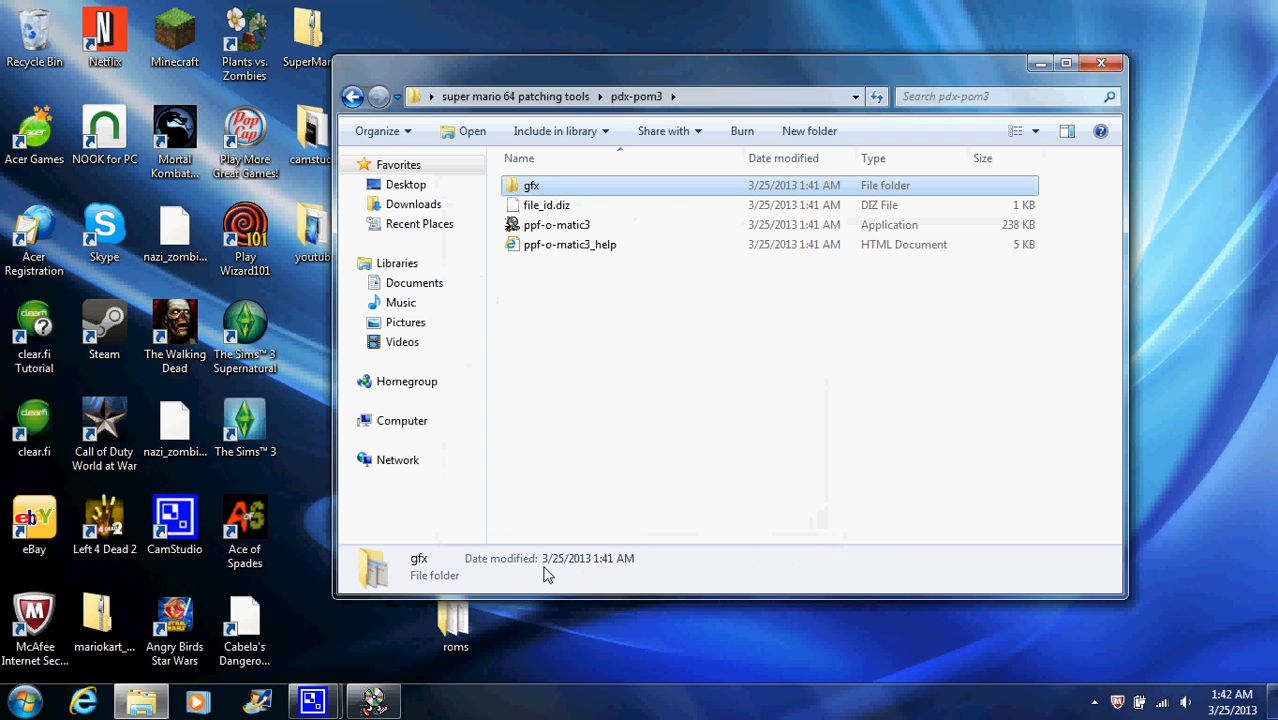 Recycle Bin
Netflix
Minecraft
Plants vs.
Zombies
SuperMar
Acer Games
NOOK for PC
Mortal
Kombat...
Play More
Great Games!
camstuc
Acer
Registration
Skype
nazi_zombi...
Play
Wizard101
youtub
clear.fi
Tutorial
Steam
The Walking
Dead
The Sims™ 3
Supernatural
clear.fi
Call of Duty
World at War
nazi_zombi...
The Sims™ 3
eBay
Left 4 Dead 2
CamStudio
Ace of
Spades
McAfee
Internet Sec...
mariokart_...
Angry Birds
Star Wars
Cabela's
Dangero...
roms
super mario 64 patching tools
pdx-pom3
Search pdx-pom3
Organize
Open
Include in library
Share with
Burn
New folder
Favorites
Desktop
Downloads
Recent Places
Libraries
Documents
Music
Pictures
Videos
Homegroup
Computer
Network
Name Date modified Type Size
gfx 3/25/2013 1:41 AM File folder
file_id.diz 3/25/2013 1:41 AM DIZ File 1 KB
ppf-o-matic3 3/25/2013 1:41 AM Application 238 KB
ppf-o-matic3_help 3/25/2013 1:41 AM HTML Document 5 KB
gfx Date modified: 3/25/2013 1:41 AM
File folder
1:42 AM
3/25/2013